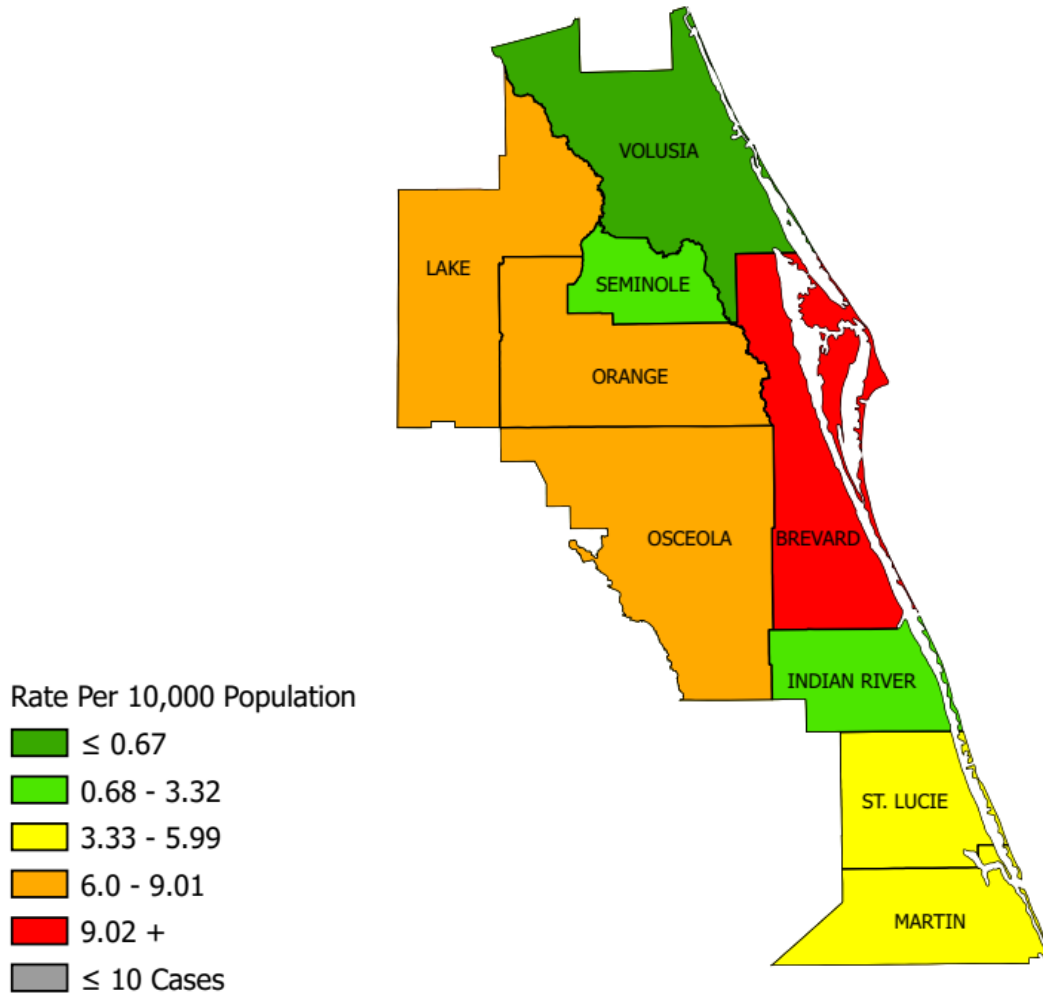 VOLUSIA
LAKE
SEMINOLE
ORANGE
OSCEOLA
BREVARD
INDIAN RIVER
Rate Per 10,000 Population
≤ 0.67
0.68 - 3.32
ST. LUCIE
3.33 - 5.99
6.0 - 9.01
MARTIN
9.02 +
≤ 10 Cases